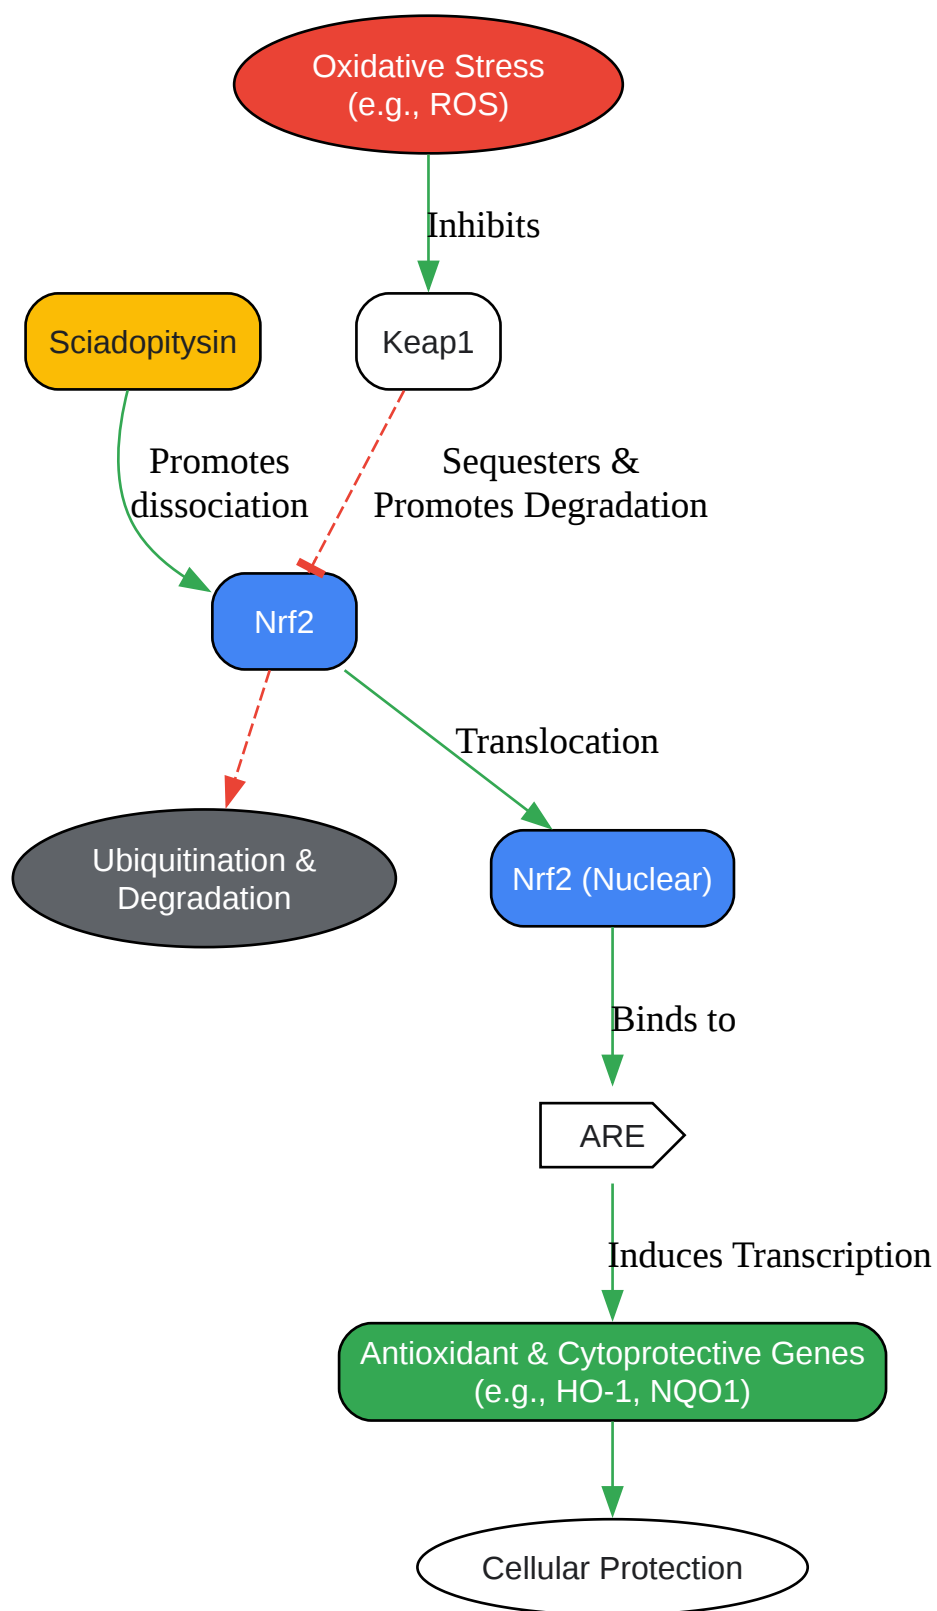 Oxidative Stress
(e.g., ROS)
Inhibits
Sciadopitysin
Keap1
Promotes
dissociation
Sequesters &
Promotes Degradation
Nrf2
Translocation
Ubiquitination &
Degradation
Nrf2 (Nuclear)
Binds to
ARE
Induces Transcription
Antioxidant & Cytoprotective Genes
(e.g., HO-1, NQO1)
Cellular Protection